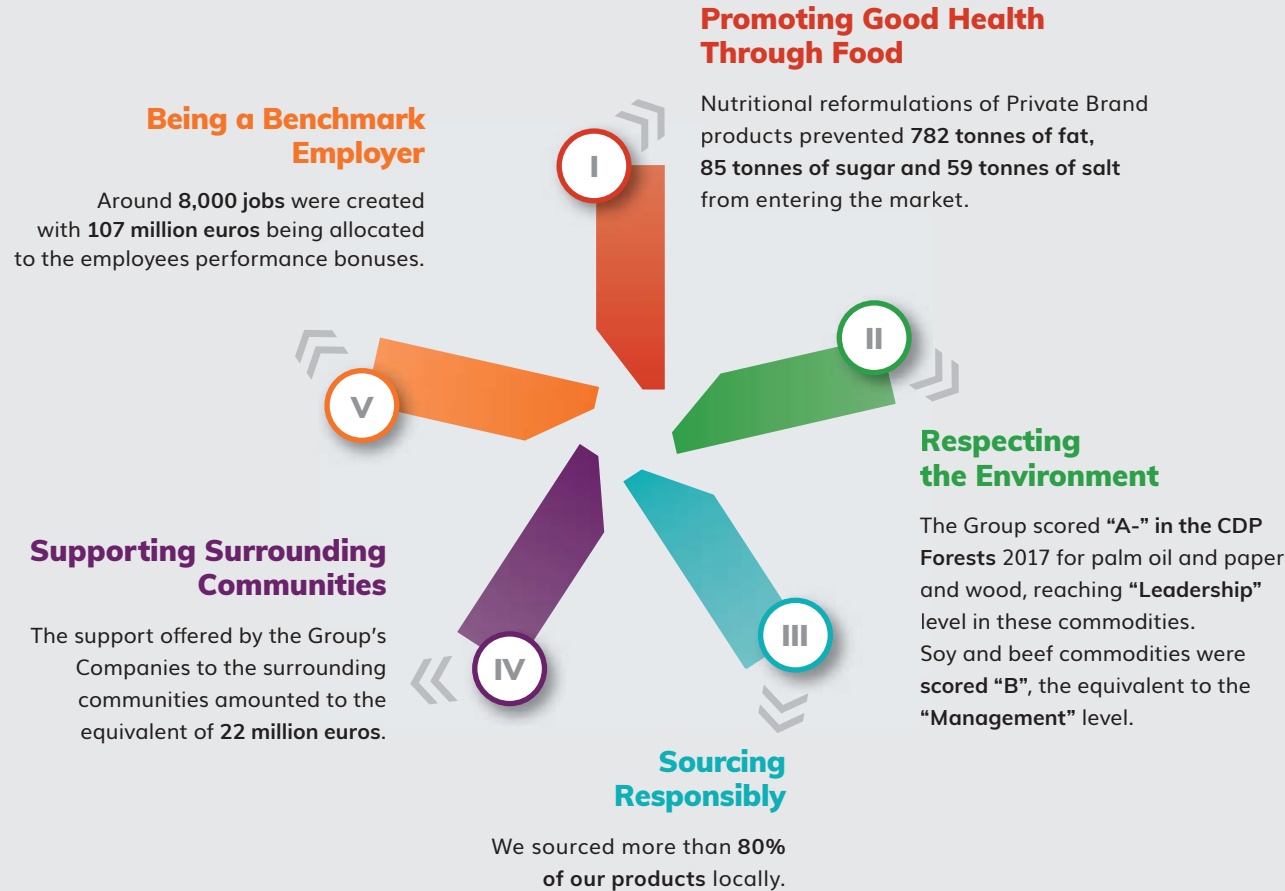 I
Promoting Good Health
Through Food
Nutritional reformulations of Private Brand
products prevented 782 tonnes of fat,
85 tonnes of sugar and 59 tonnes of salt
from entering the market.
II
Respecting
the Environment
The Group scored “A-” in the CDP
Forests 2017 for palm oil and paper
and wood, reaching “Leadership”
level in these commodities.
Soy and beef commodities were
scored “B”, the equivalent to the
“Management” level.
III
Sourcing
Responsibly
We sourced more than 80%
of our products locally.
IV
Supporting Surrounding
Communities
The support offered by the Group's
Companies to the surrounding
communities amounted to the
equivalent of 22 million euros.
V
Being a Benchmark
Employer
Around 8,000 jobs were created
with 107 million euros being allocated
to the employees performance bonuses.